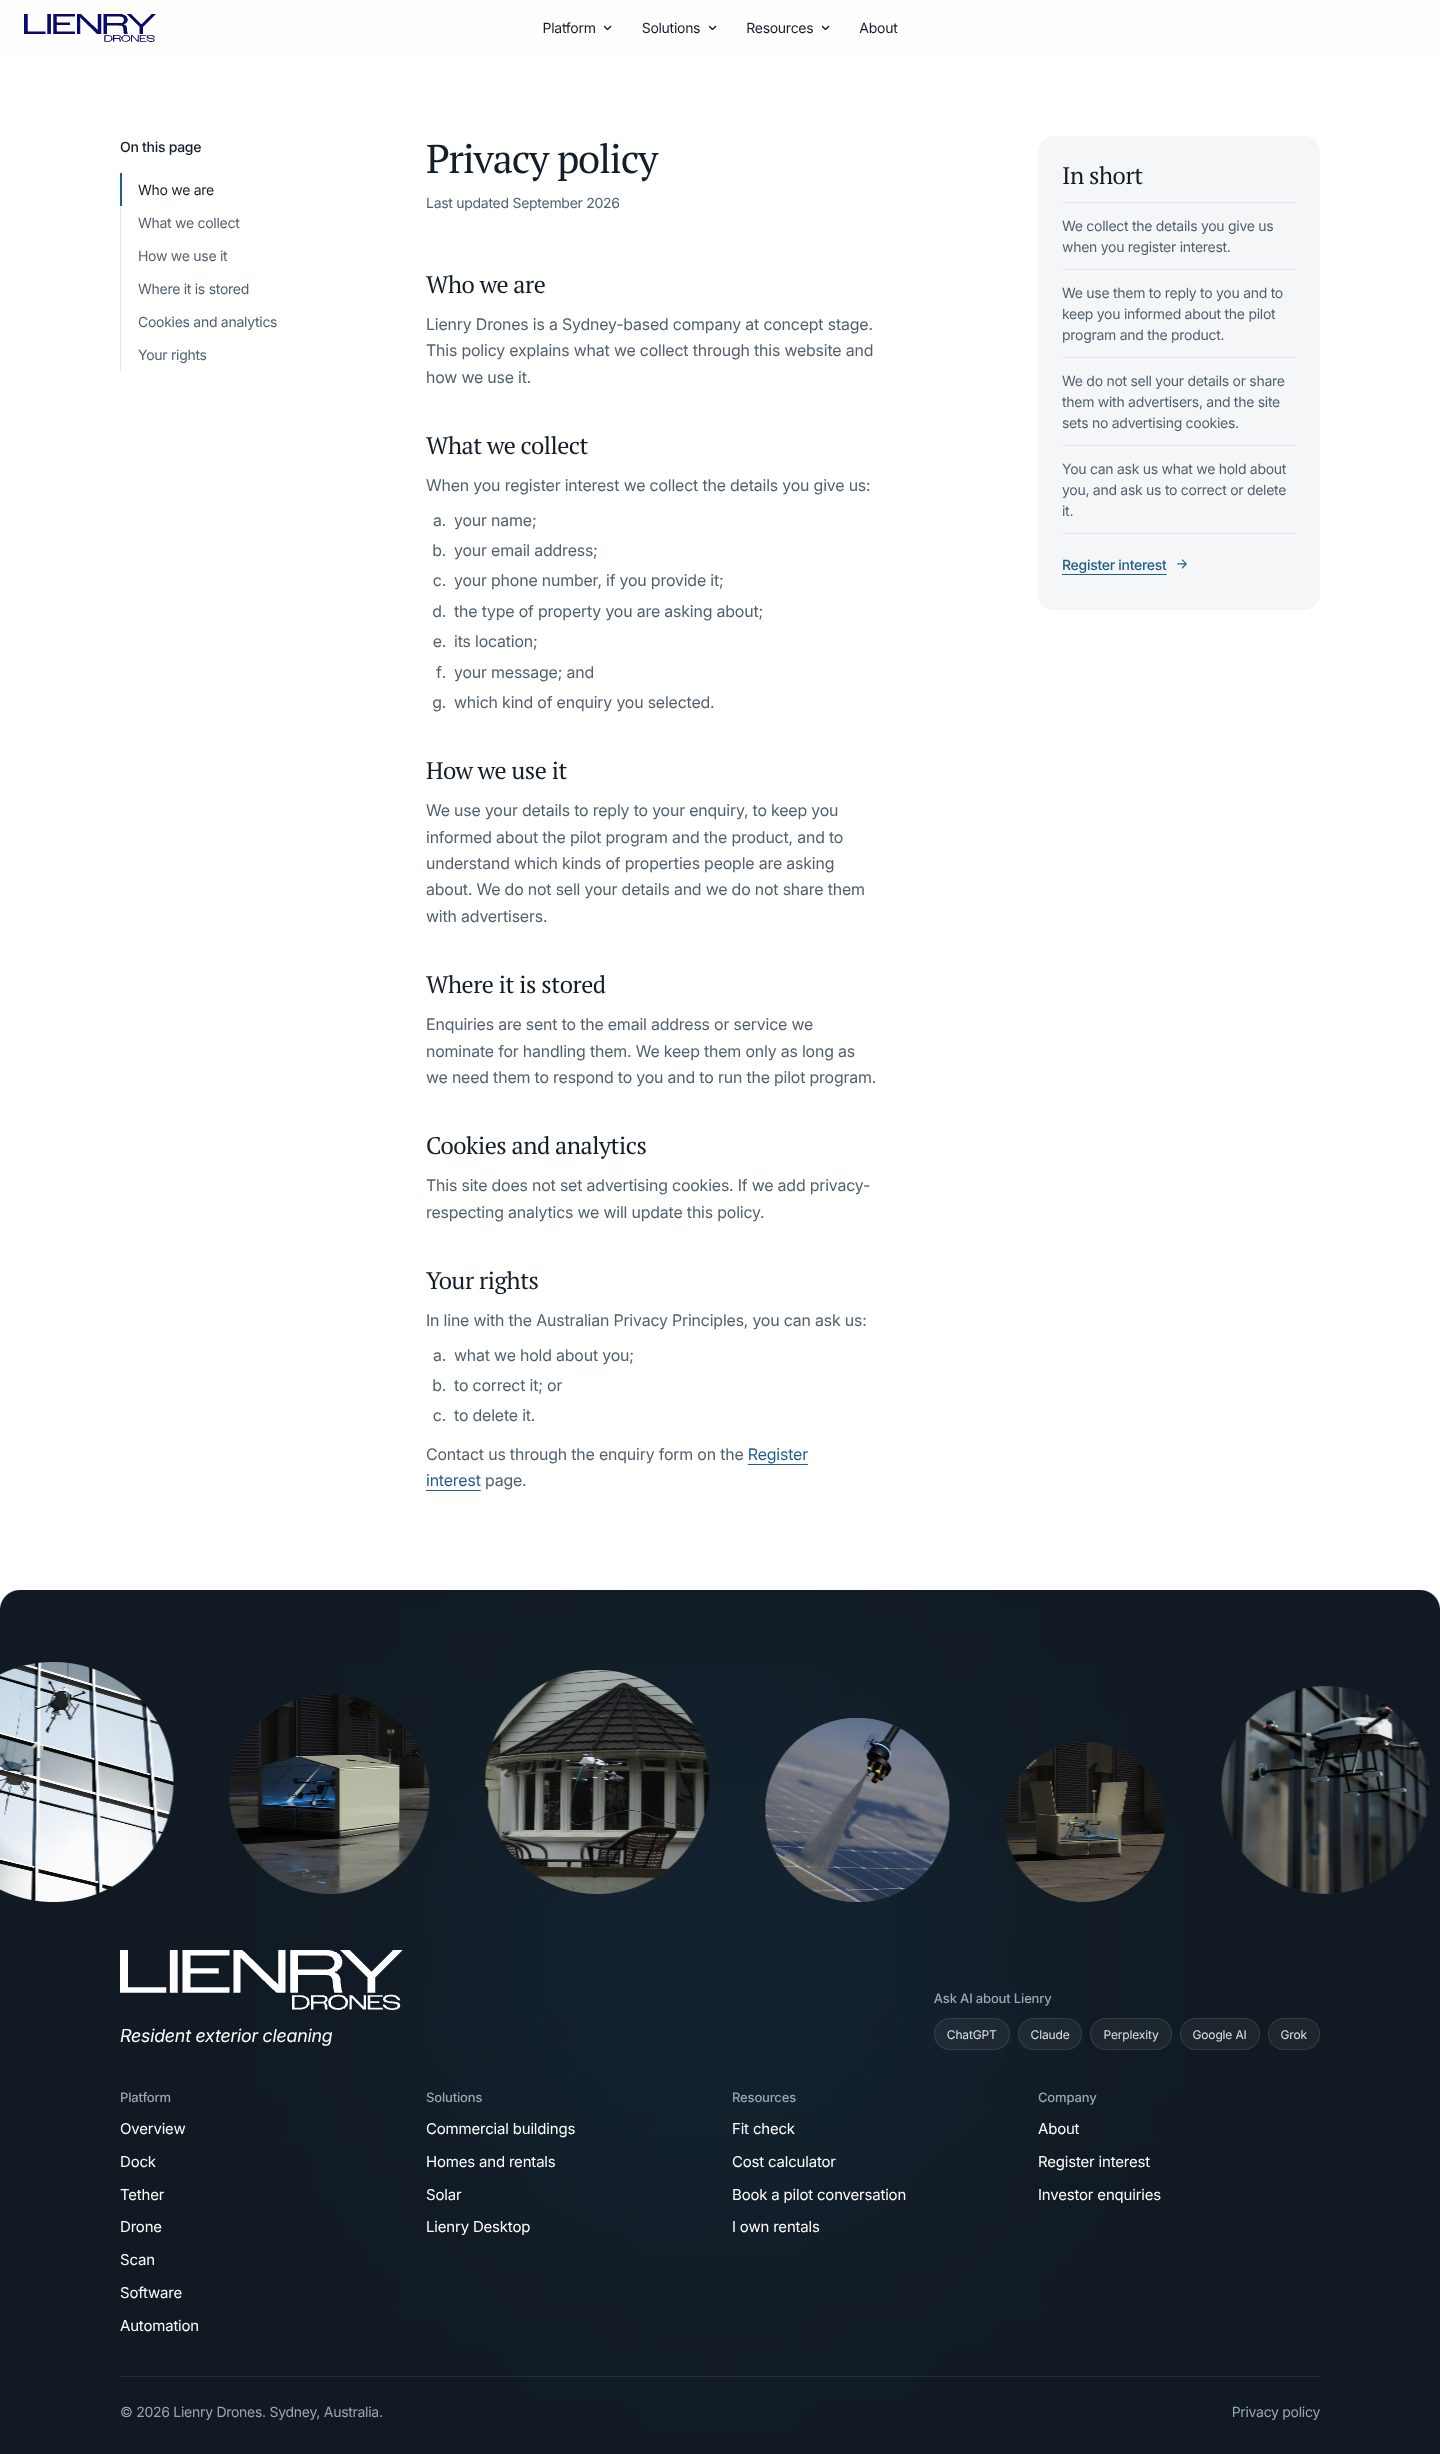 LIENRY
DRONES
Platform
Solutions
Resources
About
On this page
Who we are
What we collect
How we use it
Where it is stored
Cookies and analytics
Your rights
Privacy policy
Last updated September 2026
Who we are
Lienry Drones is a Sydney-based company at concept stage.
This policy explains what we collect through this website and
how we use it.
What we collect
When you register interest we collect the details you give us:
a. your name;
b. your email address;
c. your phone number, if you provide it;
d. the type of property you are asking about;
e. its location;
f. your message; and
g. which kind of enquiry you selected.
How we use it
We use your details to reply to your enquiry, to keep you
informed about the pilot program and the product, and to
understand which kinds of properties people are asking
about. We do not sell your details and we do not share them
with advertisers.
Where it is stored
Enquiries are sent to the email address or service we
nominate for handling them. We keep them only as long as
we need them to respond to you and to run the pilot program.
Cookies and analytics
This site does not set advertising cookies. If we add privacy-
respecting analytics we will update this policy.
Your rights
In line with the Australian Privacy Principles, you can ask us:
a. what we hold about you;
b. to correct it; or
c. to delete it.
Contact us through the enquiry form on the Register
interest page.
In short
We collect the details you give us
when you register interest.
We use them to reply to you and to
keep you informed about the pilot
program and the product.
We do not sell your details or share
them with advertisers, and the site
sets no advertising cookies.
You can ask us what we hold about
you, and ask us to correct or delete
it.
Register interest →
LIENRY
DRONES
Resident exterior cleaning
Ask AI about Lienry
ChatGPT
Claude
Perplexity
Google AI
Grok
Platform
Overview
Dock
Tether
Drone
Scan
Software
Automation
Solutions
Commercial buildings
Homes and rentals
Solar
Lienry Desktop
Resources
Fit check
Cost calculator
Book a pilot conversation
I own rentals
Company
About
Register interest
Investor enquiries
© 2026 Lienry Drones. Sydney, Australia.
Privacy policy